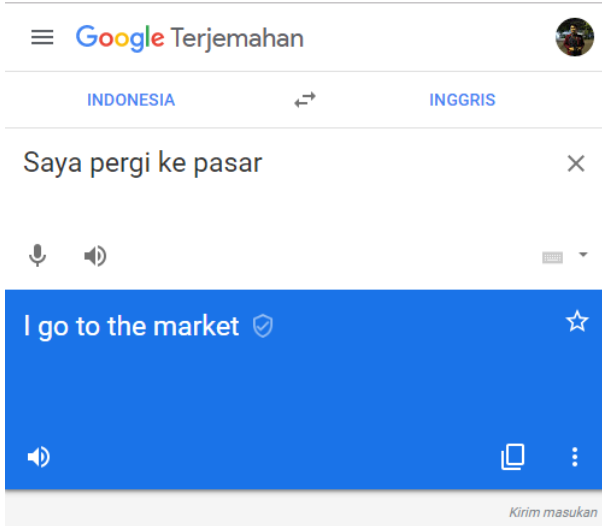 Google Terjemahan
INDONESIA INGGRIS
Saya pergi ke pasar
I go to the market
Kirim masukan